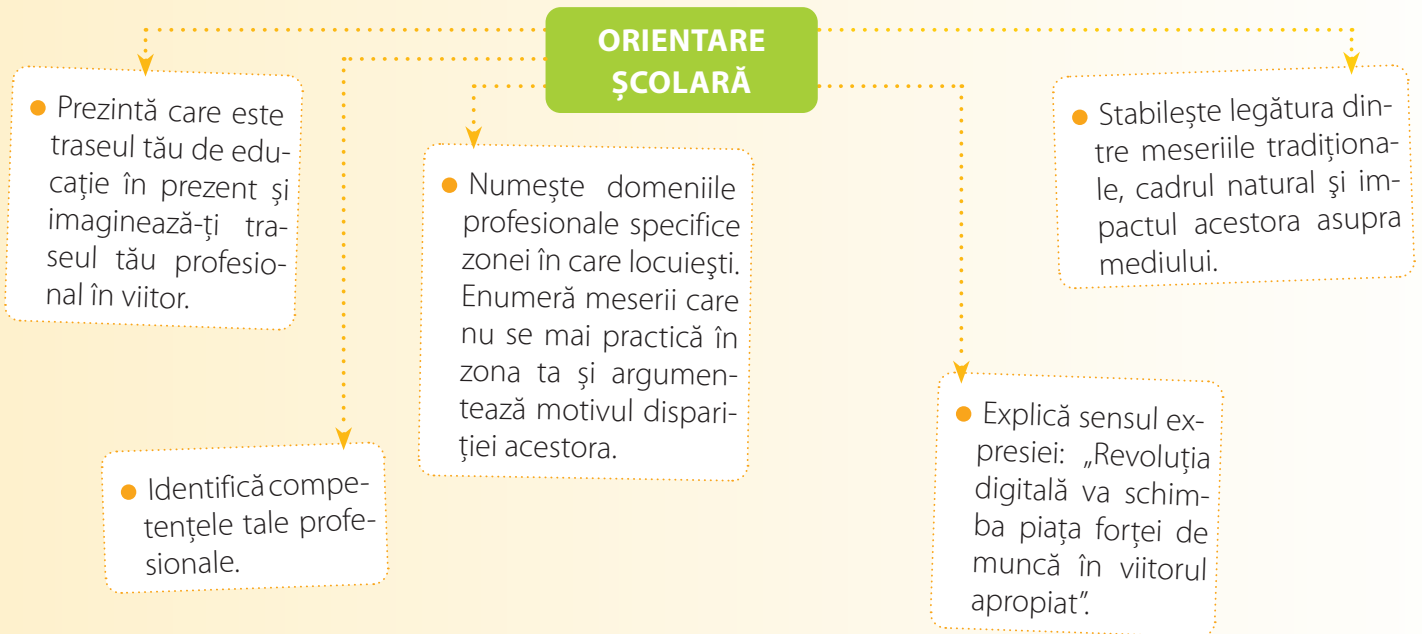 ORIENTARE
ȘCOLARĂ
Prezintă care este
traseul tău de edu-
cație în prezent și
imaginează-ți tra-
seul tău profesio-
nal în viitor.
Identifică compe-
tențele tale profe-
sionale.
Numește domeniile
profesionale specifice
zonei în care locuieşti.
Enumeră meserii care
nu se mai practică în
zona ta și argumen-
tează motivul dispari-
ției acestora.
Explică sensul ex-
presiei: „Revoluția
digitală va schim-
ba piața forței de
muncă în viitorul
apropiat”.
Stabilește legătura din-
tre meseriile tradiționa-
le, cadrul natural şi im-
pactul acestora asupra
mediului.